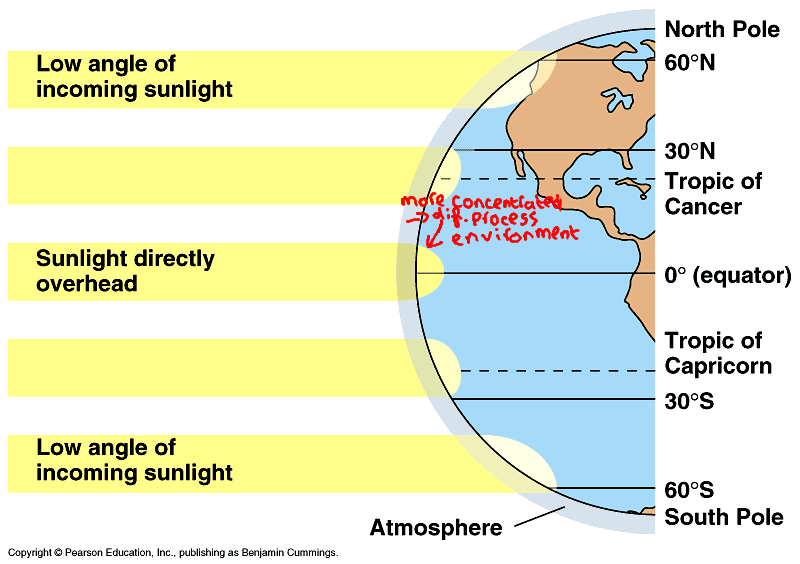 North Pole
Low angle of
incoming sunlight
60°N
30°N
Tropic of
Cancer
more concentrated
→ dif. process
environment
Sunlight directly
overhead
0° (equator)
Tropic of
Capricorn
30°S
Low angle of
incoming sunlight
60°S
South Pole
Atmosphere
Copyright © Pearson Education, Inc., publishing as Benjamin Cummings.